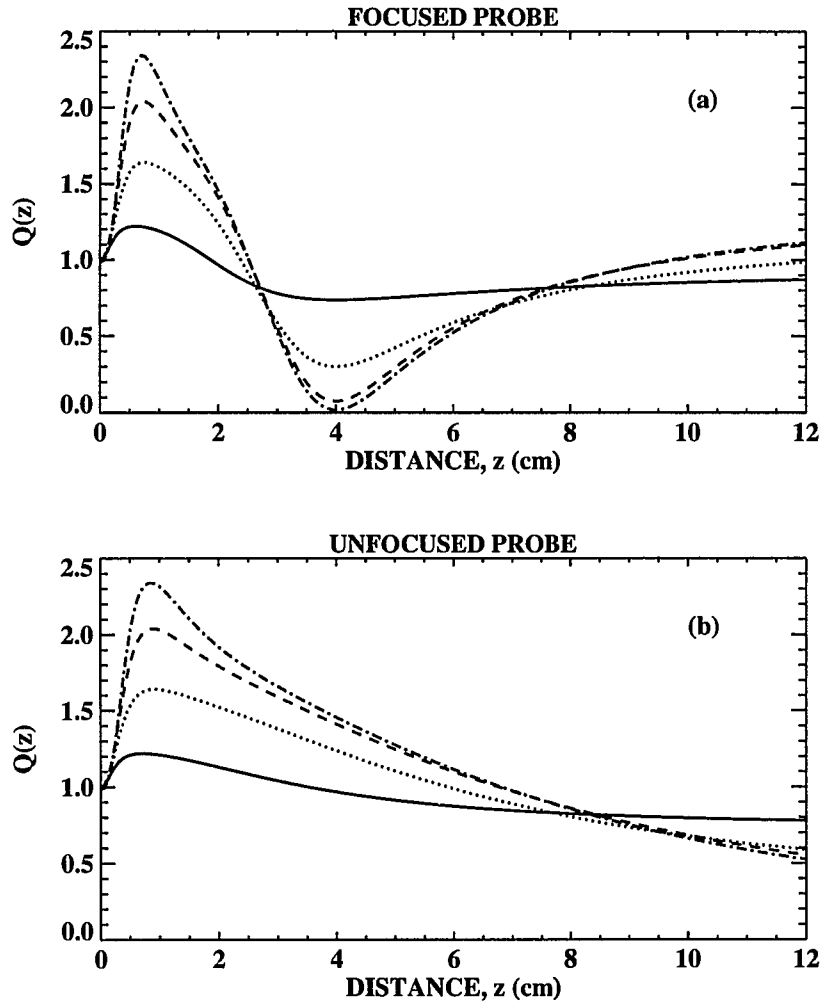 FOCUSED PROBE
2.5
2.0
1.5
1.0
0.5
0.0
Q(z)
(a)
0 2 4 6 8 10 12
DISTANCE, z (cm)
UNFOCUSED PROBE
2.5
2.0
1.5
1.0
0.5
0.0
Q(z)
(b)
0 2 4 6 8 10 12
DISTANCE, z (cm)